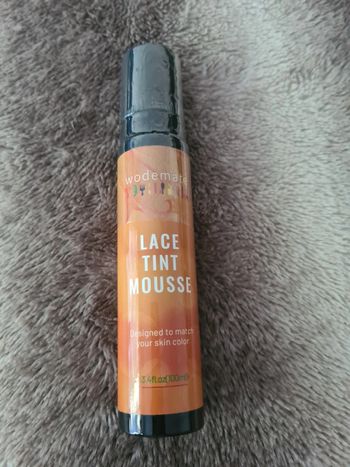 wodemate
LACE
TINT
MOUSSE
Designed to match
your skin color
3.4fl.oz(100ml)